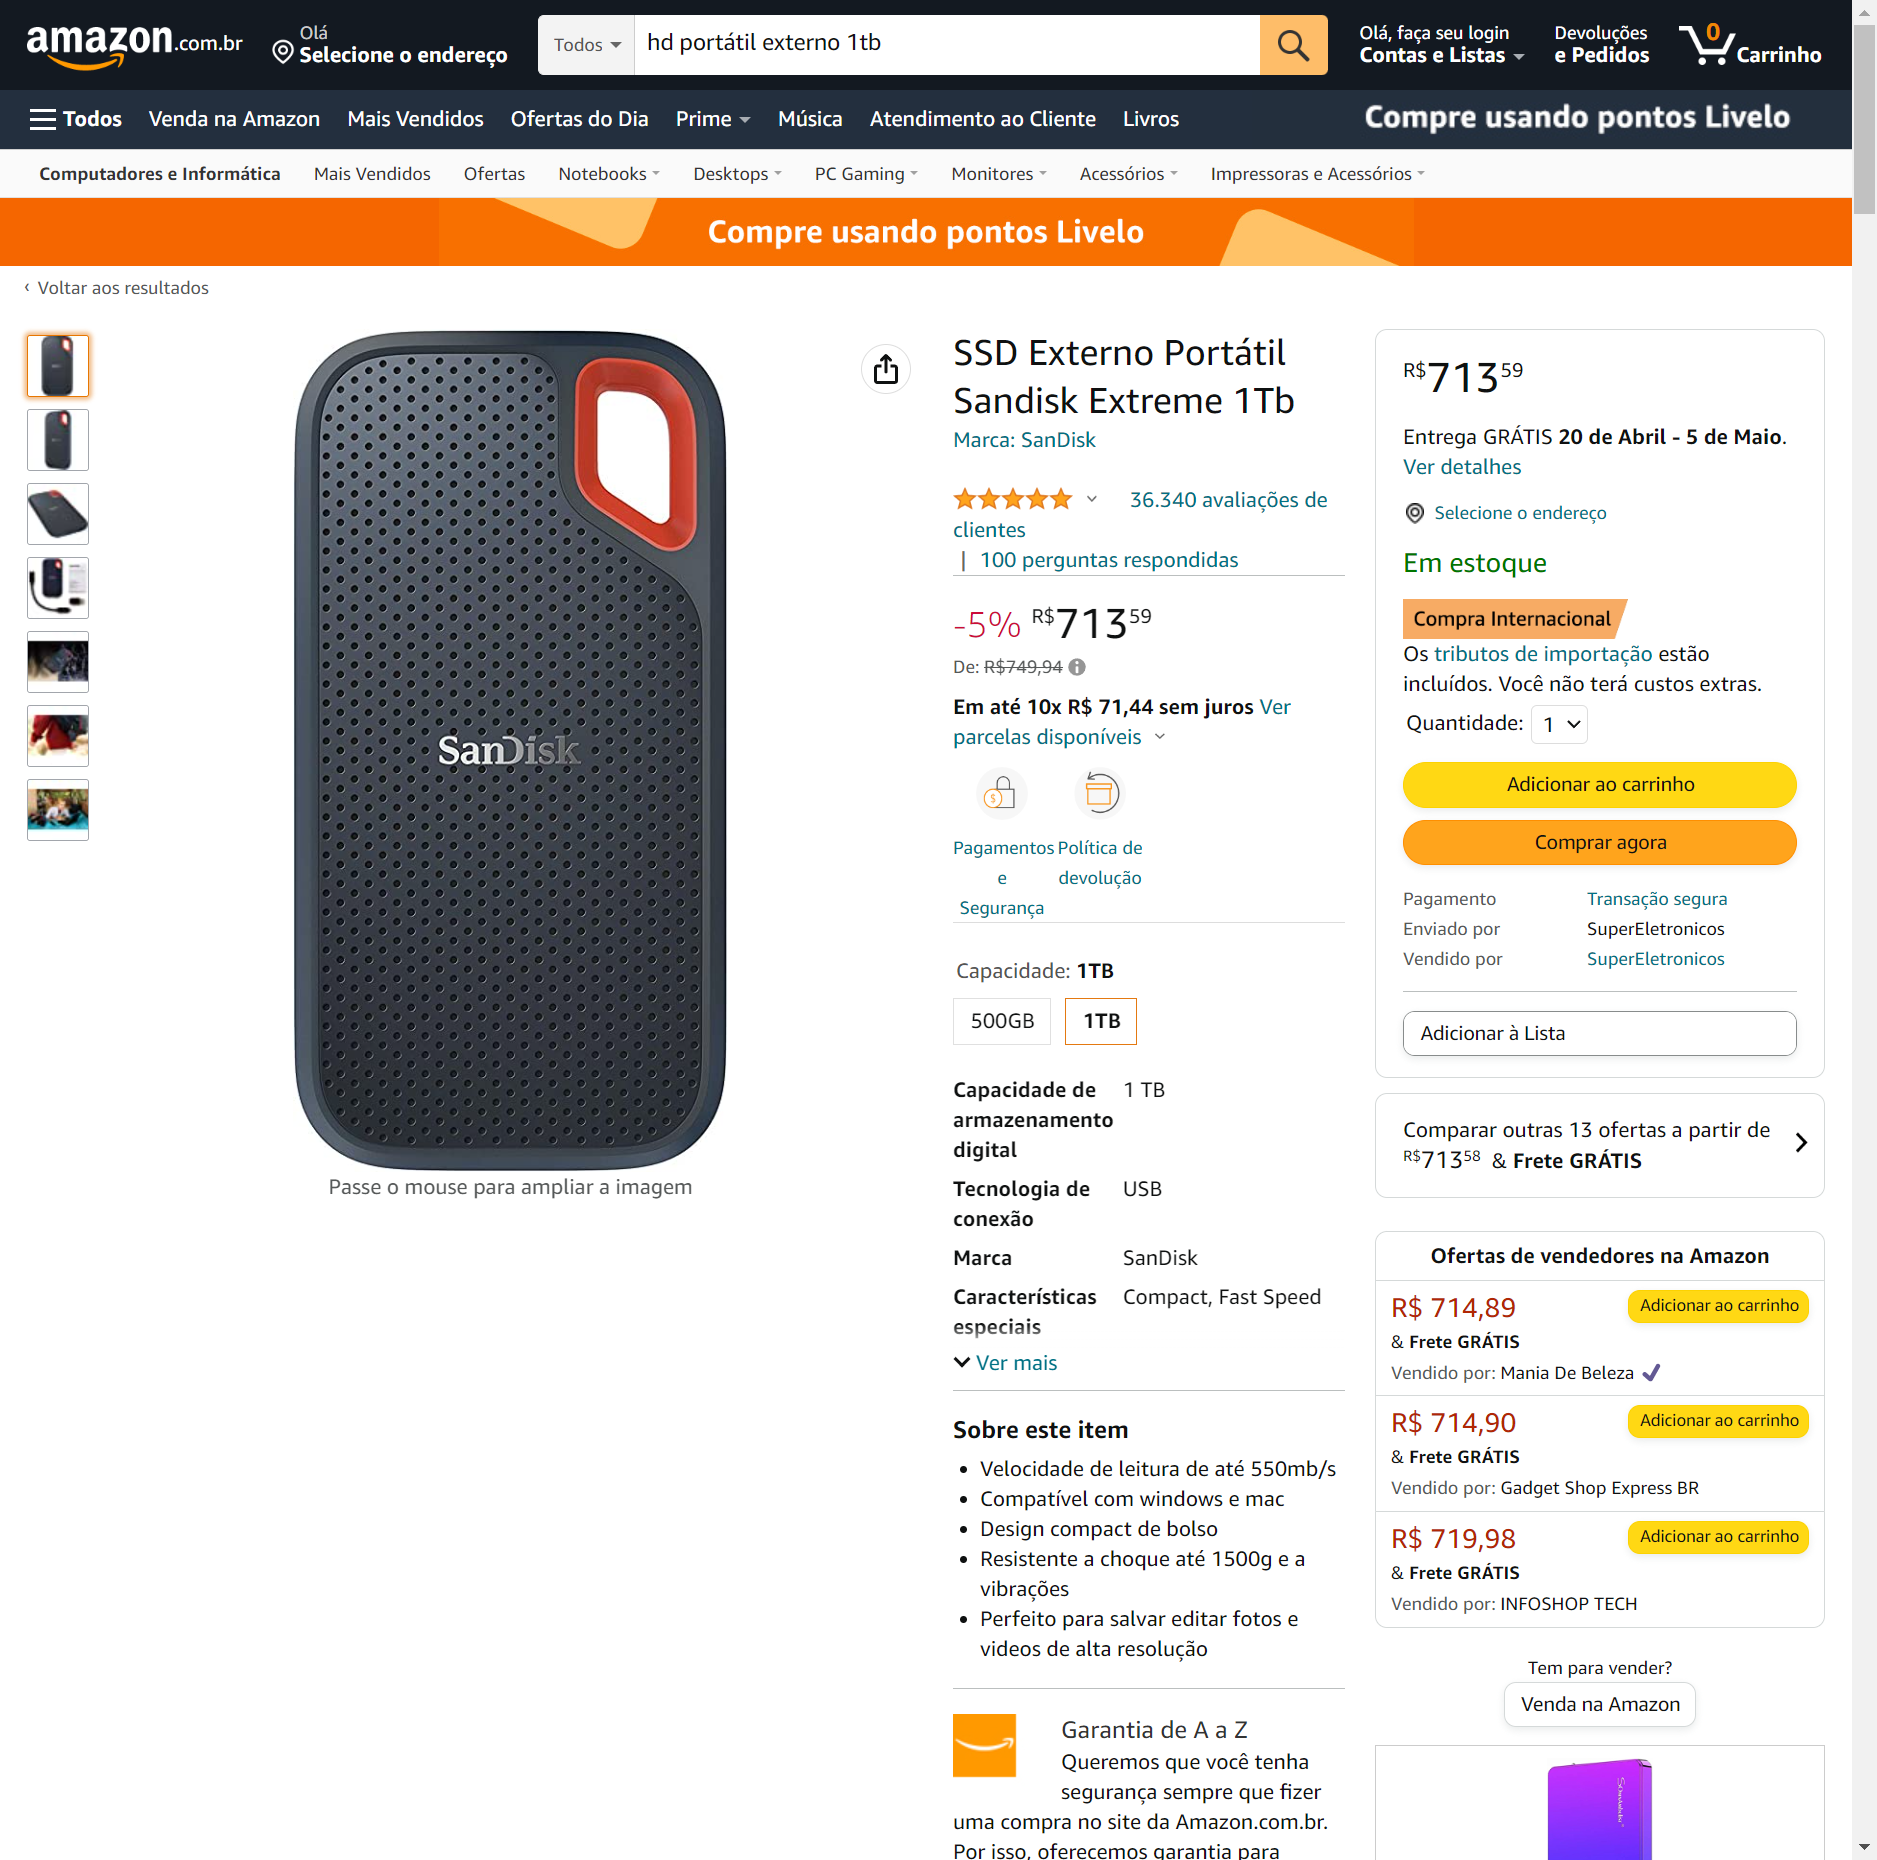 amazon.com.br
Olá
Selecione o endereço
Todos
hd portátil externo 1tb
Olá, faça seu login
Contas e Listas
Devoluções
e Pedidos
0
Carrinho
Todos
Venda na Amazon
Mais Vendidos
Ofertas do Dia
Prime
Música
Atendimento ao Cliente
Livros
Compre usando pontos Livelo
Computadores e Informática
Mais Vendidos
Ofertas
Notebooks
Desktops
PC Gaming
Monitores
Acessórios
Impressoras e Acessórios
Compre usando pontos Livelo
‹ Voltar aos resultados
SanDisk
Passe o mouse para ampliar a imagem
SSD Externo Portátil
Sandisk Extreme 1Tb
Marca: SanDisk
36.340 avaliações de
clientes
| 100 perguntas respondidas
-5% R$71359
De: R$749,94
Em até 10x R$ 71,44 sem juros Ver
parcelas disponíveis
Pagamentos
e
Segurança
Política de
devolução
Capacidade: 1TB
500GB
1TB
Capacidade de
armazenamento
digital
1 TB
Tecnologia de
conexão
USB
Marca
SanDisk
Características
especiais
Compact, Fast Speed
Ver mais
Sobre este item
• Velocidade de leitura de até 550mb/s
• Compatível com windows e mac
• Design compact de bolso
• Resistente a choque até 1500g e a
vibrações
• Perfeito para salvar editar fotos e
videos de alta resolução
Garantia de A a Z
Queremos que você tenha
segurança sempre que fizer
uma compra no site da Amazon.com.br.
Por isso, oferecemos garantia para
R$71359
Entrega GRÁTIS 20 de Abril - 5 de Maio.
Ver detalhes
Selecione o endereço
Em estoque
Compra Internacional
Os tributos de importação estão
incluídos. Você não terá custos extras.
Quantidade: 1
Adicionar ao carrinho
Comprar agora
Pagamento Transação segura
Enviado por SuperEletronicos
Vendido por SuperEletronicos
Adicionar à Lista
Comparar outras 13 ofertas a partir de
R$71358 & Frete GRÁTIS
Ofertas de vendedores na Amazon
R$ 714,89
Adicionar ao carrinho
& Frete GRÁTIS
Vendido por: Mania De Beleza
R$ 714,90
Adicionar ao carrinho
& Frete GRÁTIS
Vendido por: Gadget Shop Express BR
R$ 719,98
Adicionar ao carrinho
& Frete GRÁTIS
Vendido por: INFOSHOP TECH
Tem para vender?
Venda na Amazon